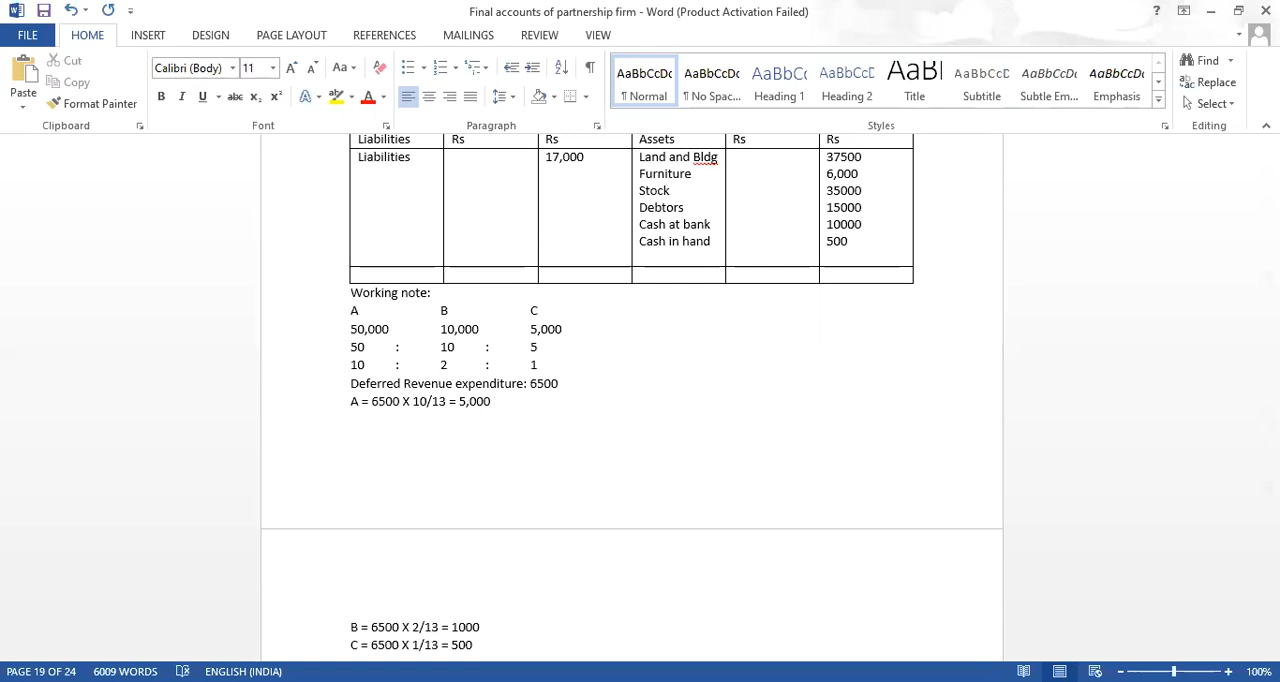 Final accounts of partnership firm - Word (Product Activation Failed)
?
FILE HOME INSERT DESIGN PAGE LAYOUT REFERENCES MAILINGS REVIEW VIEW
Paste
Cut
Copy
Format Painter
Clipboard
Calibri (Body) 11
Font
Paragraph
AaBbCcDc AaBbCcDc AaBbCc AaBbCcD AaBb AaBbCcD AaBbCcDc AaBbCcDc
¶ Normal ¶ No Spac... Heading 1 Heading 2 Title Subtitle Subtle Em... Emphasis
Styles
Find
Replace
Select
Editing
Liabilities Rs Rs Assets Rs Rs
Liabilities 17,000 Land and Bldg 37500
Furniture 6,000
Stock 35000
Debtors 15000
Cash at bank 10000
Cash in hand 500
Working note:
A B C
50,000 10,000 5,000
50 : 10 : 5
10 : 2 : 1
Deferred Revenue expenditure: 6500
A = 6500 X 10/13 = 5,000
B = 6500 X 2/13 = 1000
C = 6500 X 1/13 = 500
PAGE 19 OF 24 6009 WORDS ENGLISH (INDIA) 100%